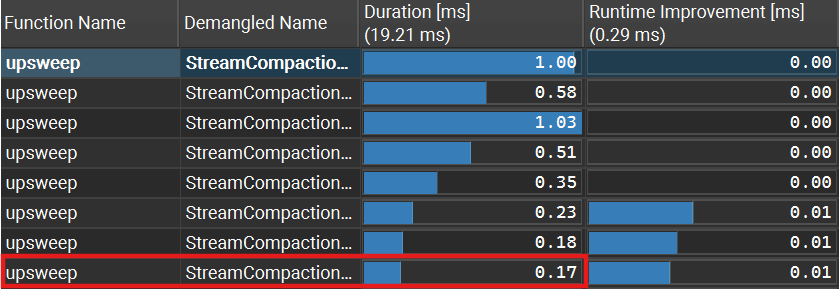 Function Name Demangled Name Duration [ms] Runtime Improvement [ms]
(19.21 ms) (0.29 ms)
upsweep StreamCompactio... 1.00 0.00
upsweep StreamCompaction... 0.58 0.00
upsweep StreamCompaction... 1.03 0.00
upsweep StreamCompaction... 0.51 0.00
upsweep StreamCompaction... 0.35 0.00
upsweep StreamCompaction... 0.23 0.01
upsweep StreamCompaction... 0.18 0.01
upsweep StreamCompaction... 0.17 0.01